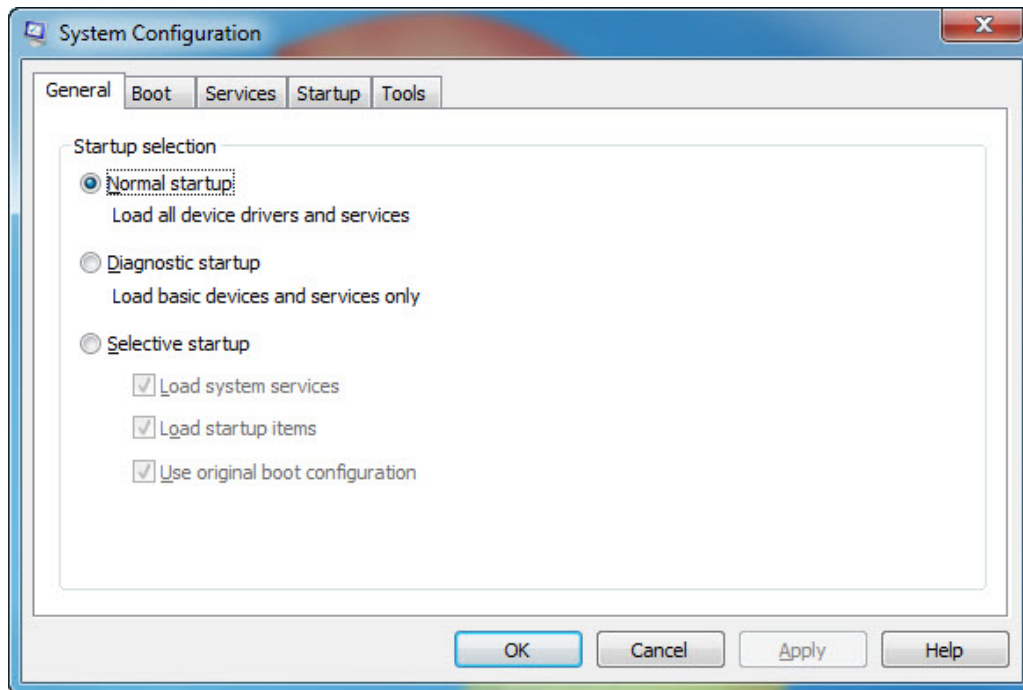 System Configuration
General Boot Services Startup Tools
Startup selection
Normal startup
Load all device drivers and services
Diagnostic startup
Load basic devices and services only
Selective startup
Load system services
Load startup items
Use original boot configuration
OK Cancel Apply Help